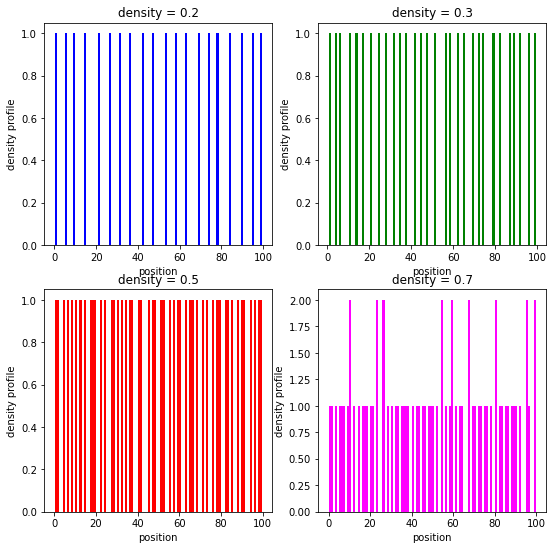 density = 0.2
density profile
1.0
0.8
0.6
0.4
0.2
0.0
0 20 40 60 80 100
position
density = 0.3
density profile
1.0
0.8
0.6
0.4
0.2
0.0
0 20 40 60 80 100
position
density = 0.5
density profile
1.0
0.8
0.6
0.4
0.2
0.0
0 20 40 60 80 100
position
density = 0.7
density profile
2.00
1.75
1.50
1.25
1.00
0.75
0.50
0.25
0.00
0 20 40 60 80 100
position